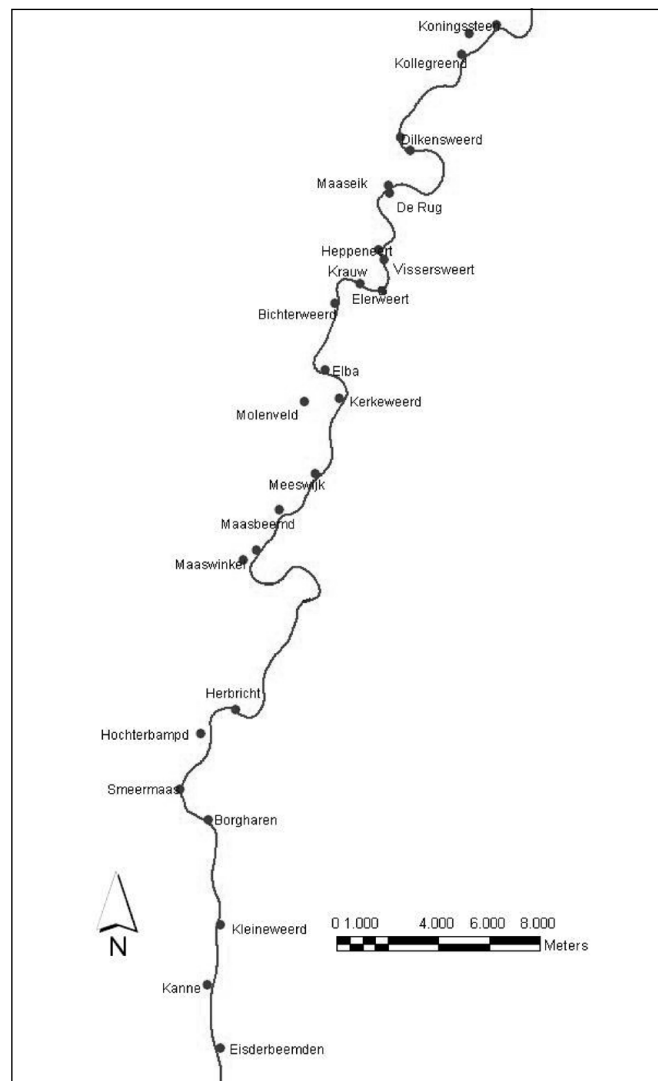 Koningssteen
Kollegreend
Dilkensweerd
Maaseik
De Rug
Heppeneert
Vissersweert
Krauw
Elerweert
Bichterweerd
Elba
Kerkeweerd
Molenveld
Meeswijk
Maasbeemd
Maaswinkel
Herbricht
Hochterbampd
Smeermaas
Borgharen
0 1.000 4.000 6.000 8.000
Meters
Kleineweerd
N
Kanne
Eisderbeemden